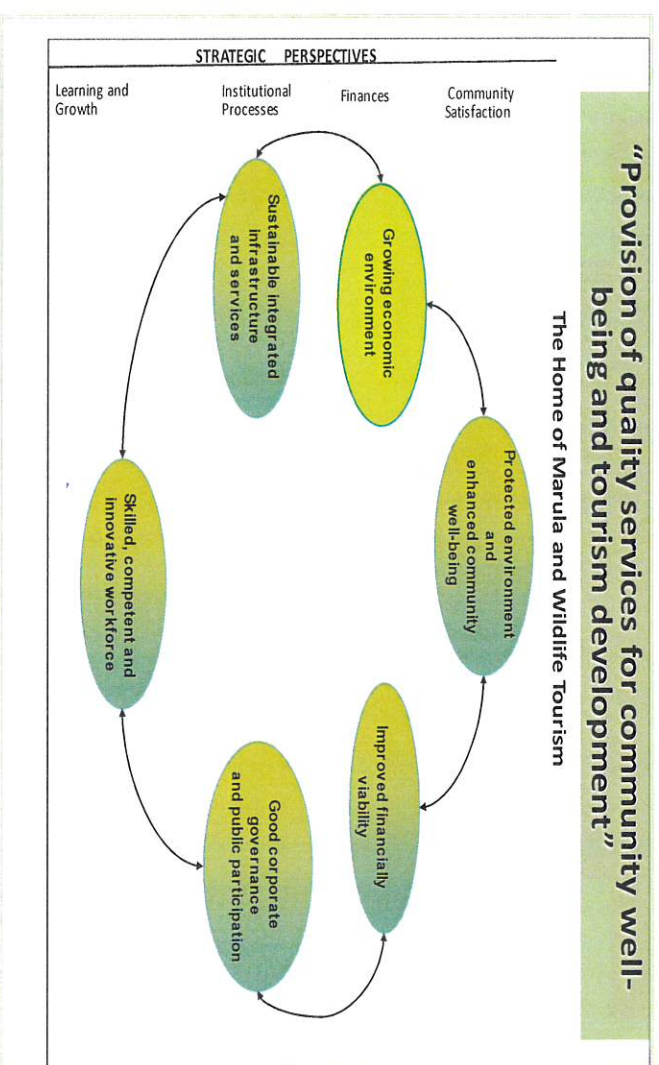 “Provision of quality services for community well-
being and tourism development”
The Home of Marula and Wildlife Tourism
STRATEGIC PERSPECTIVES
Community
Satisfaction
Finances
Institutional
Processes
Learning and
Growth
Protected environment
and
enhanced community
well-being
Growing economic
environment
Improved financially
viability
Sustainable integrated
infrastructure
and services
Good corporate
governance
and public participation
Skilled, competent and
innovative workforce